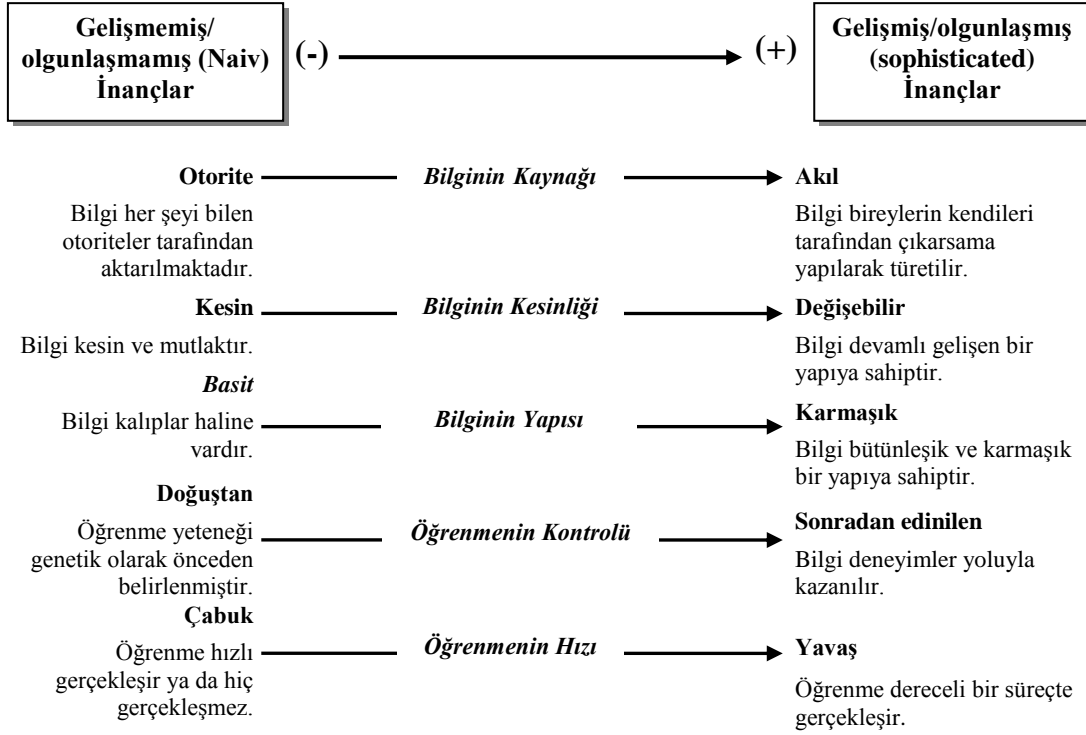 Gelişmemiş/
olgunlaşmamış (Naiv)
İnançlar
(-)
(+)
Gelişmiş/olgunlaşmış
(sophisticated)
İnançlar
Otorite
Bilginin Kaynağı
Akıl
Bilgi her şeyi bilen
otoriteler tarafından
aktarılmaktadır.
Bilgi bireylerin kendileri
tarafından çıkarsama
yapılarak türetilir.
Kesin
Bilginin Kesinliği
Değişebilir
Bilgi kesin ve mutlaktır.
Bilgi devamlı gelişen bir
yapıya sahiptir.
Basit
Bilgi kalıplar haline
vardır.
Bilginin Yapısı
Karmaşık
Bilgi bütünleşik ve karmaşık
bir yapıya sahiptir.
Doğuştan
Öğrenme yeteneği
genetik olarak önceden
belirlenmiştir.
Öğrenmenin Kontrolü
Sonradan edinilen
Bilgi deneyimler yoluyla
kazanılır.
Çabuk
Öğrenme hızlı
gerçekleşir ya da hiç
gerçekleşmez.
Öğrenmenin Hızı
Yavaş
Öğrenme dereceli bir süreçte
gerçekleşir.